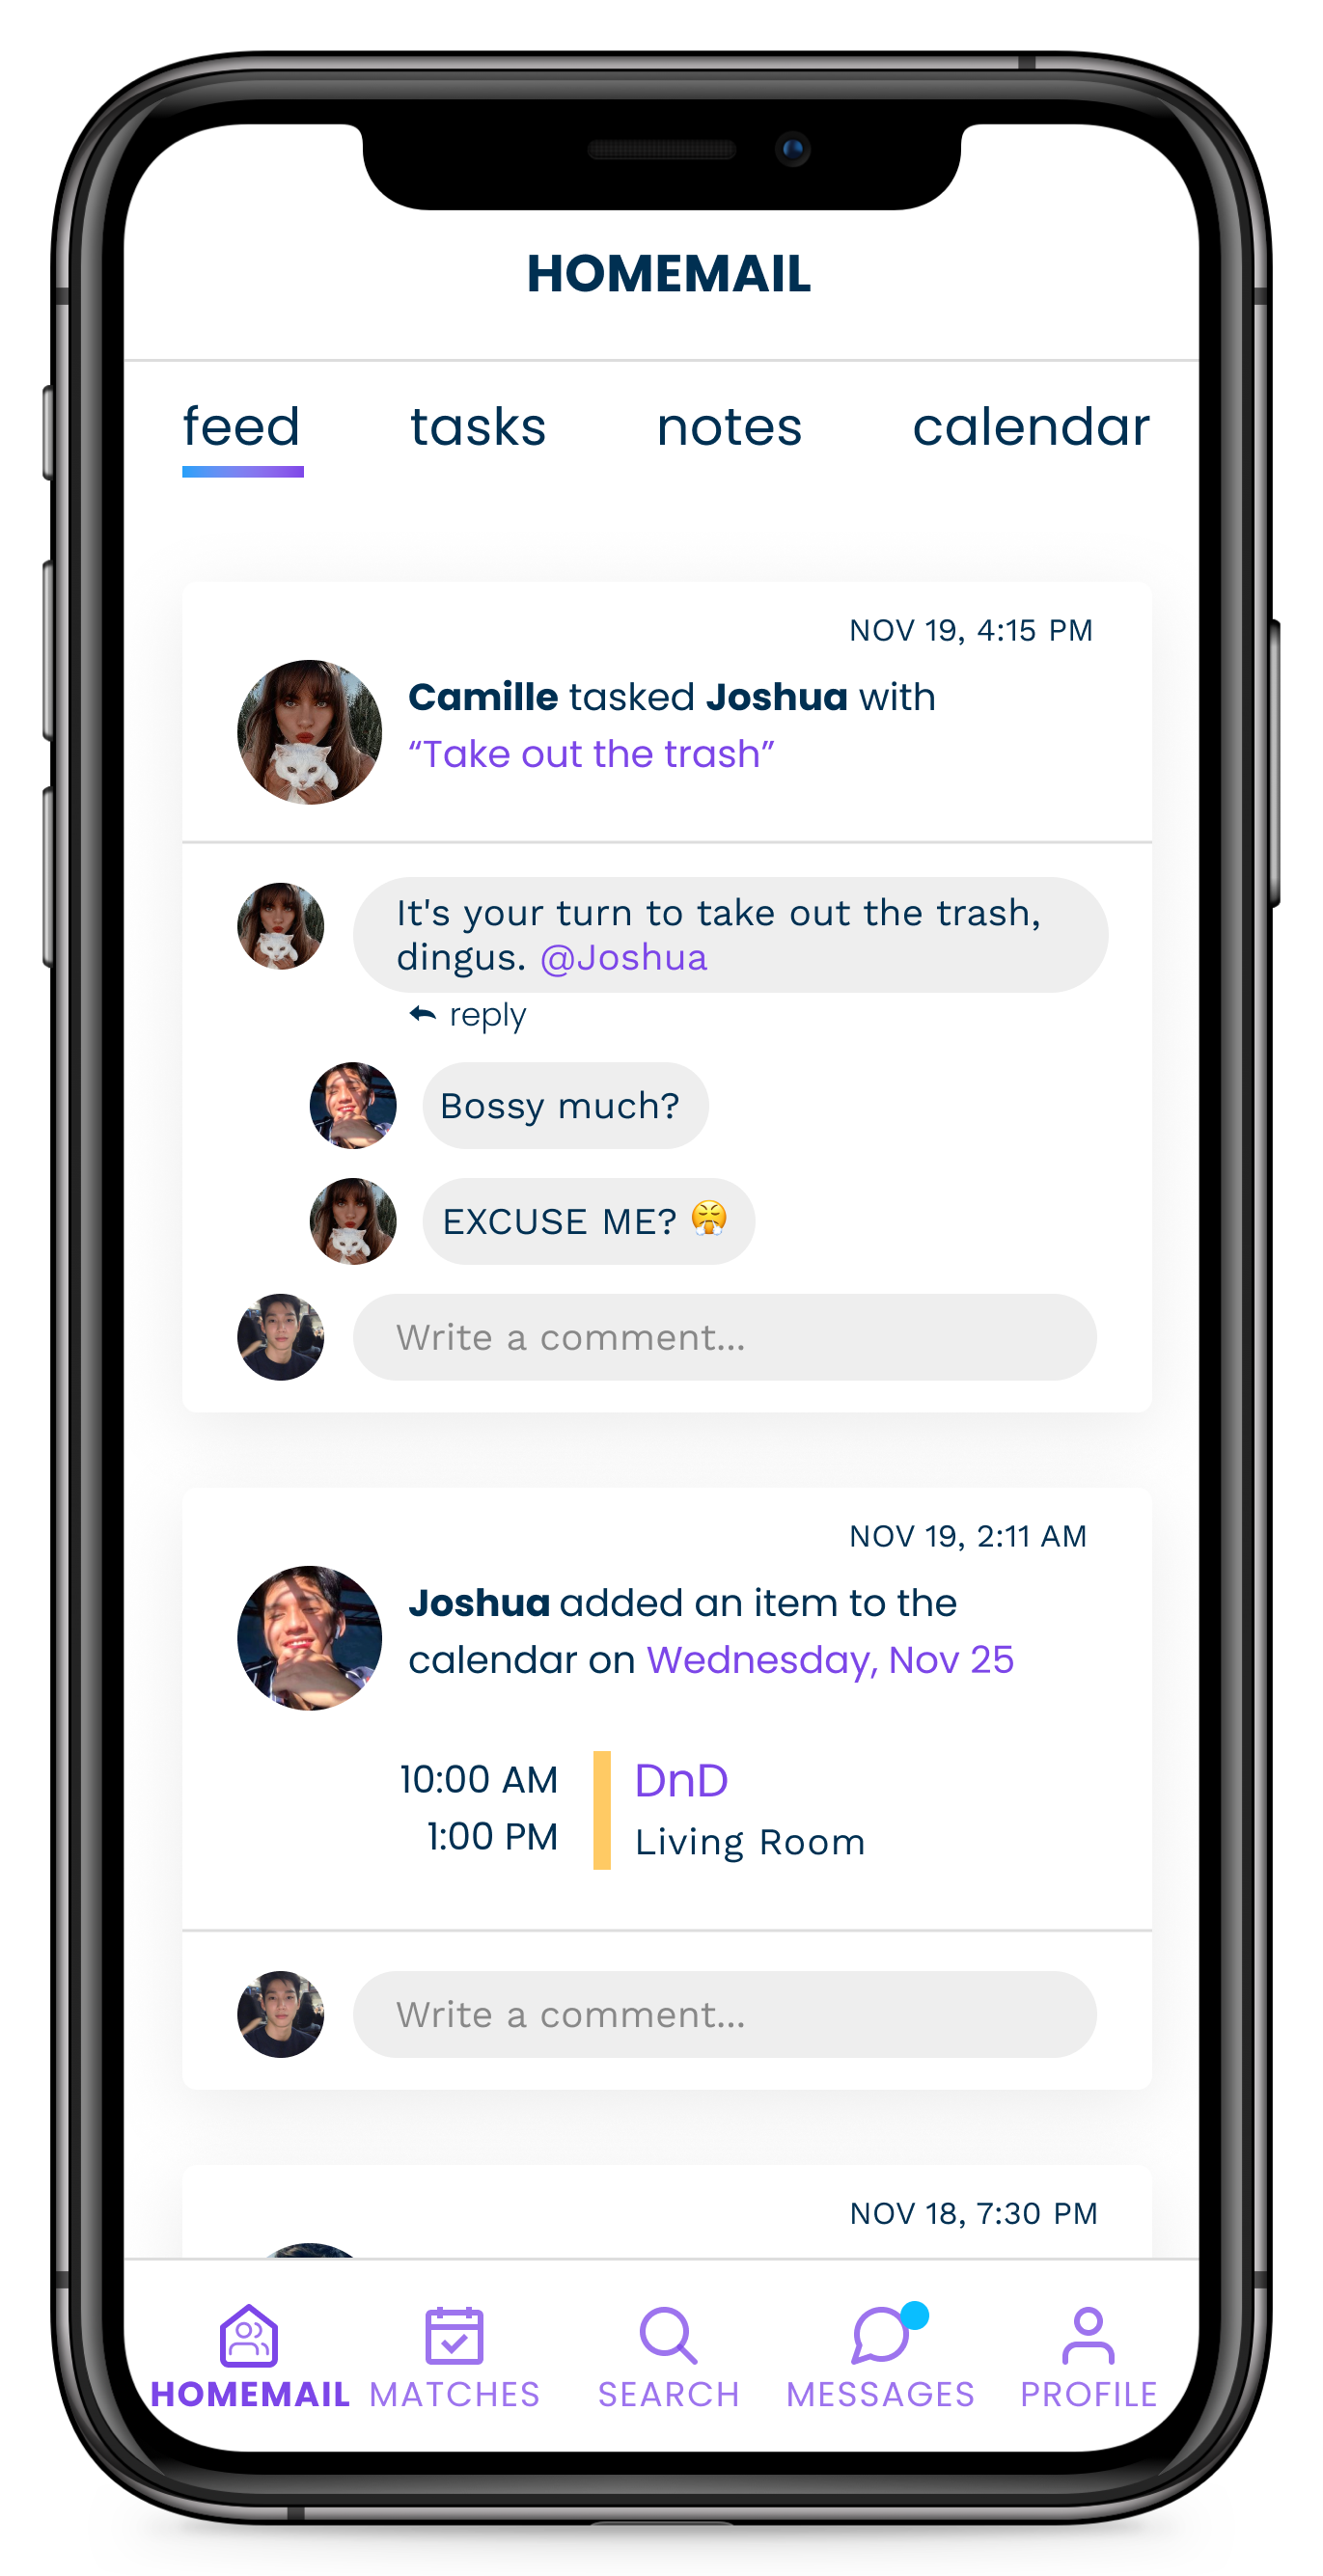 HOMEMAIL
feed tasks notes calendar
NOV 19, 4:15 PM
Camille tasked Joshua with
“Take out the trash”
It's your turn to take out the trash,
dingus. @Joshua
reply
Bossy much?
EXCUSE ME? 😤
Write a comment...
NOV 19, 2:11 AM
Joshua added an item to the
calendar on Wednesday, Nov 25
10:00 AM DnD
1:00 PM Living Room
Write a comment...
NOV 18, 7:30 PM
HOMEMAIL MATCHES SEARCH MESSAGES PROFILE